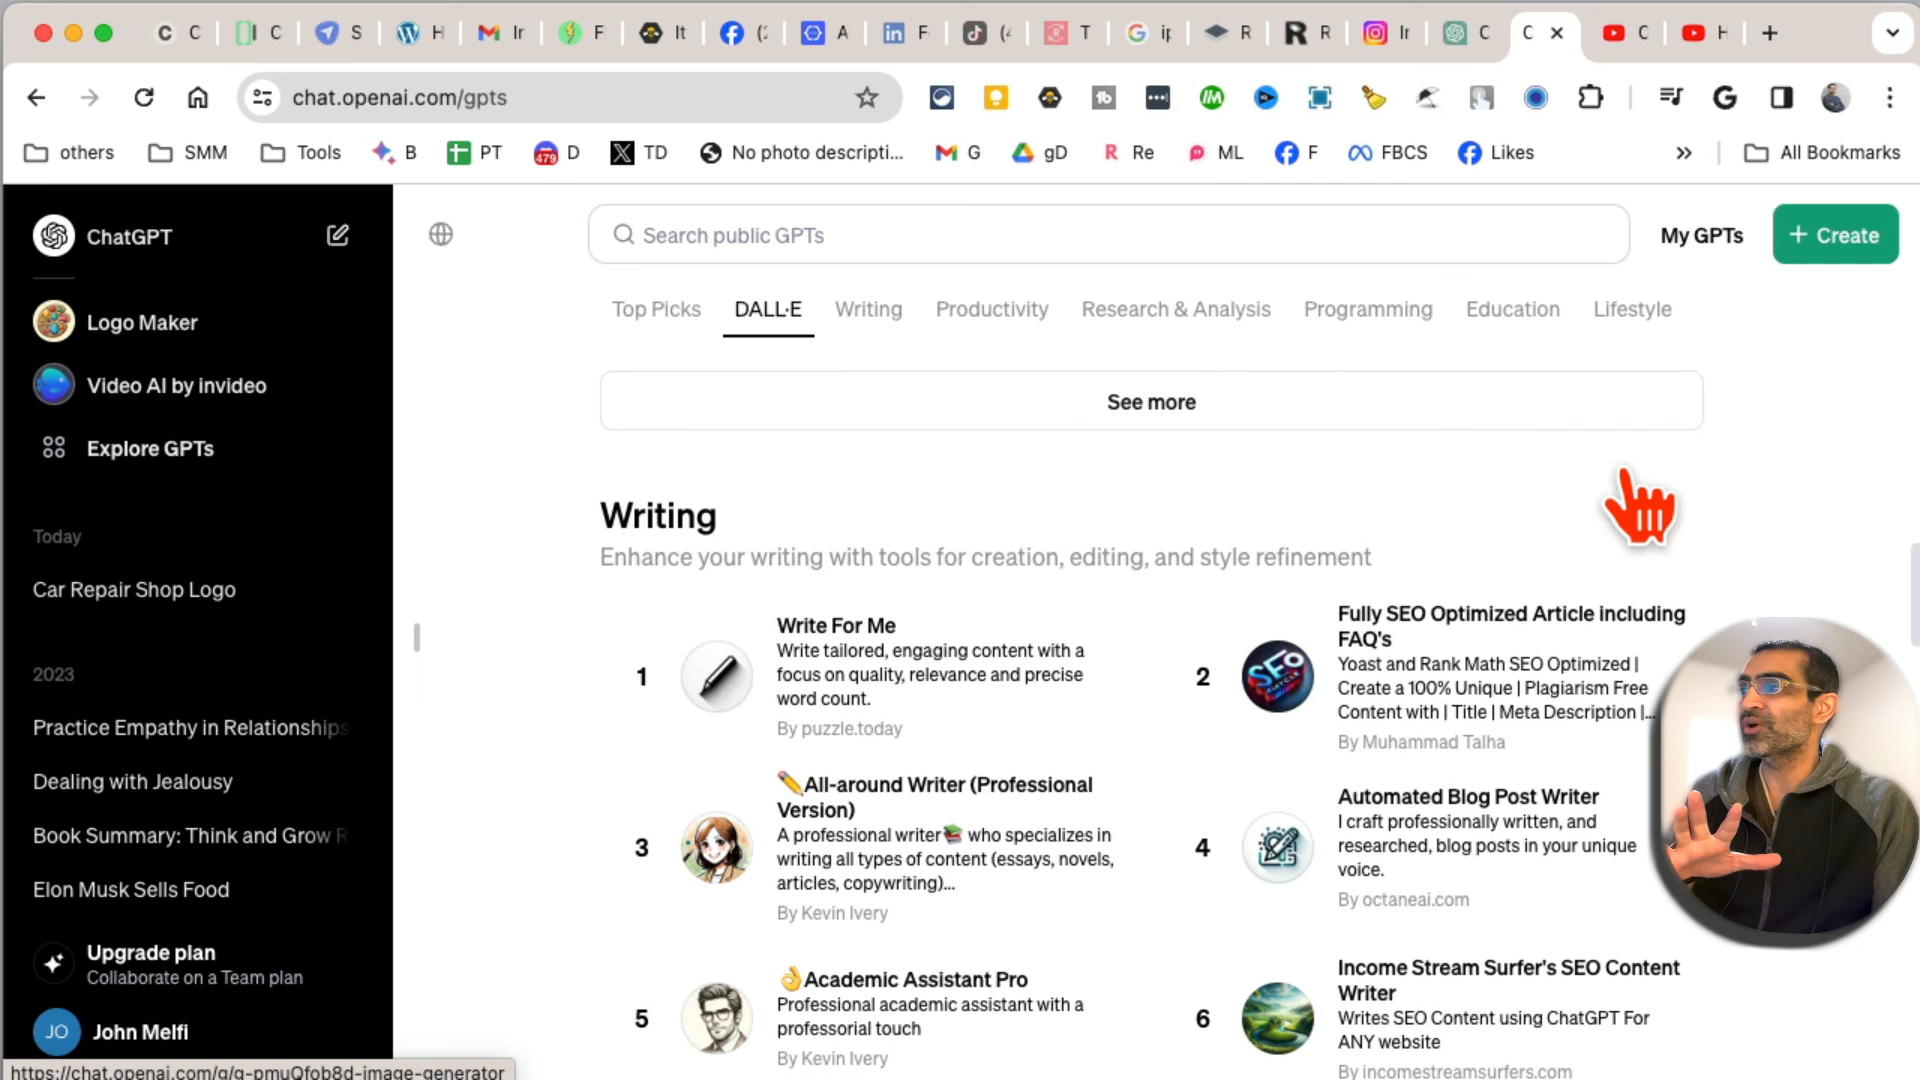 C
C
S
H
Ir
F
It
(:
A
F
(4
T
ip
R
R
Ir
C
C
C
H
chat.openai.com/gpts
others
SMM
Tools
B
PT
479
D
TD
No photo descripti...
G
gD
Re
ML
F
FBCS
Likes
All Bookmarks
ChatGPT
Search public GPTs
My GPTs
+ Create
Logo Maker
Video AI by invideo
Explore GPTs
Today
Car Repair Shop Logo
2023
Practice Empathy in Relationships
Dealing with Jealousy
Book Summary: Think and Grow R
Elon Musk Sells Food
Upgrade plan
Collaborate on a Team plan
JO
John Melfi
https://chat.openai.com/g/g-pmuQfob8d-image-generator
Top Picks
DALL·E
Writing
Productivity
Research & Analysis
Programming
Education
Lifestyle
See more
Writing
Enhance your writing with tools for creation, editing, and style refinement
1
Write For Me
Write tailored, engaging content with a
focus on quality, relevance and precise
word count.
By puzzle.today
2
SEO
Fully SEO Optimized Article including
FAQ's
Yoast and Rank Math SEO Optimized |
Create a 100% Unique | Plagiarism Free
Content with | Title | Meta Description |...
By Muhammad Talha
3
✏️All-around Writer (Professional
Version)
A professional writer📚 who specializes in
writing all types of content (essays, novels,
articles, copywriting)...
By Kevin Ivery
4
Automated Blog Post Writer
I craft professionally written, and
researched, blog posts in your unique
voice.
By octaneai.com
5
👌Academic Assistant Pro
Professional academic assistant with a
professorial touch
By Kevin Ivery
6
Income Stream Surfer's SEO Content
Writer
Writes SEO Content using ChatGPT For
ANY website
By incomestreamsurfers.com